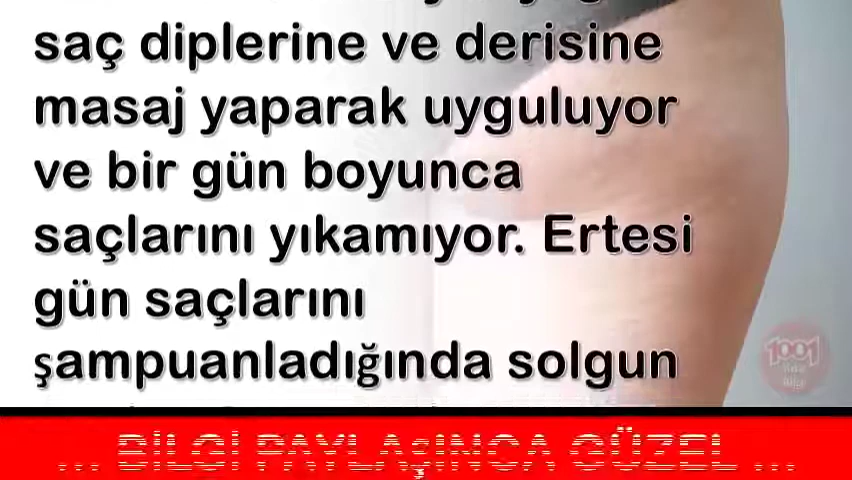 saç diplerine ve derisine
masaj yaparak uyguluyor
ve bir gün boyunca
saçlarını yıkamıyor. Ertesi
gün saçlarını
şampuanladığında solgun
1001
... BİLGİ PAYLAŞINCA GÜZEL ...